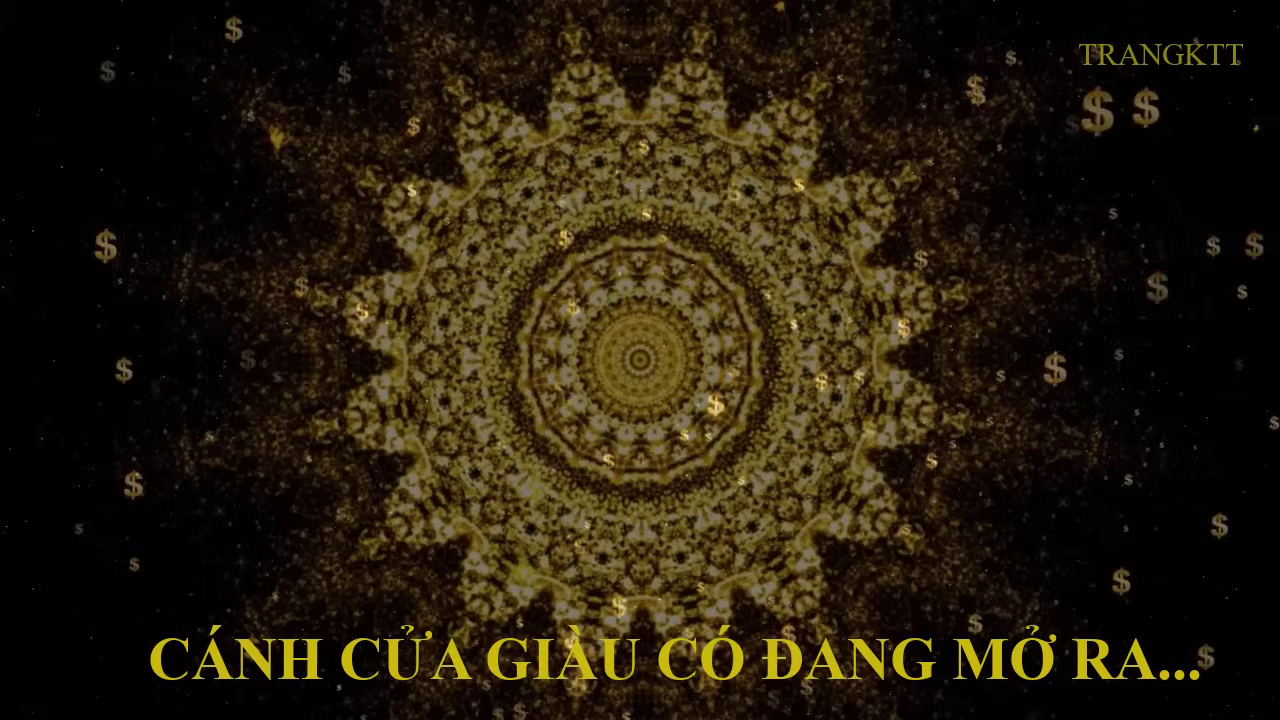 TRANGKTT
CÁNH CỬA GIÀU CÓ ĐANG MỞ RA...